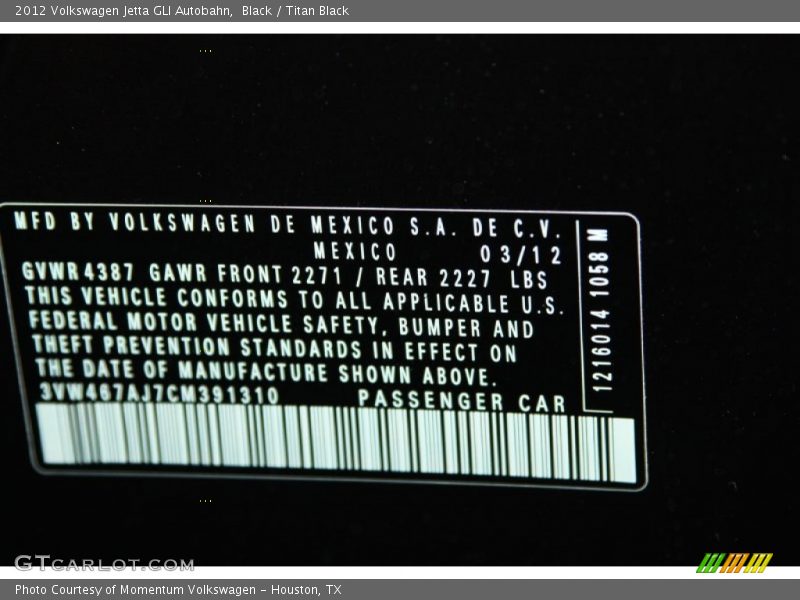 2012 Volkswagen Jetta GLI Autobahn, Black / Titan Black
MFD BY VOLKSWAGEN DE MEXICO S.A. DE C.V.
MEXICO 03/12
GVWR 4387 GAWR FRONT 2271 / REAR 2227 LBS
THIS VEHICLE CONFORMS TO ALL APPLICABLE U.S.
FEDERAL MOTOR VEHICLE SAFETY, BUMPER AND
THEFT PREVENTION STANDARDS IN EFFECT ON
THE DATE OF MANUFACTURE SHOWN ABOVE.
3VW467AJ7CM391310 PASSENGER CAR
1216014 1058 M
GTCARLOT.COM
Photo Courtesy of Momentum Volkswagen - Houston, TX